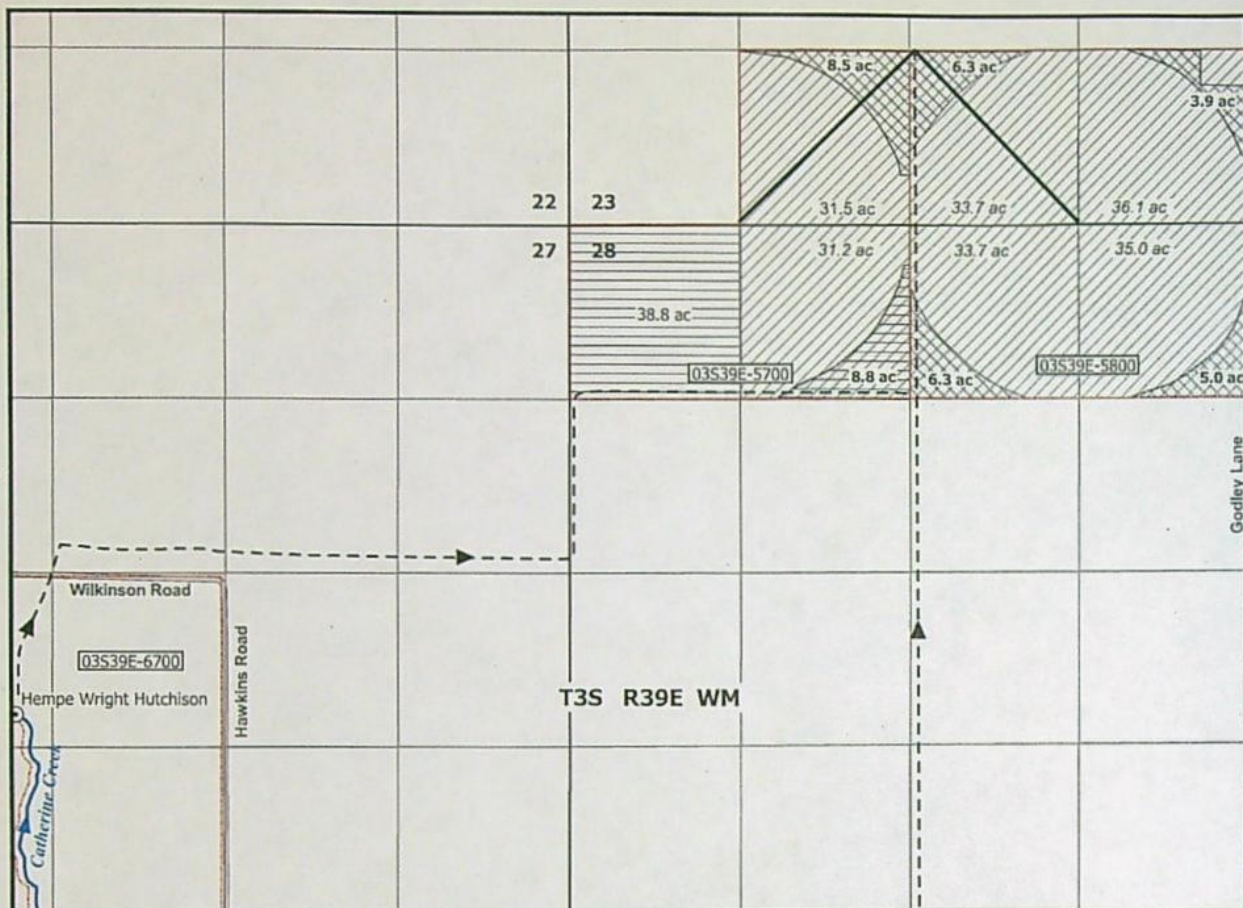 8.5 ac
6.3 ac
3.9 ac
22 23
31.5 ac
33.7 ac
36.1 ac
27 28
31.2 ac
33.7 ac
35.0 ac
38.8 ac
03S39E-5700
8.8 ac
6.3 ac
03S39E-5800
5.0 ac
Godley Lane
Wilkinson Road
03S39E-6700
Hawkins Road
Hempe Wright Hutchison
T3S R39E WM
Catherine Creek